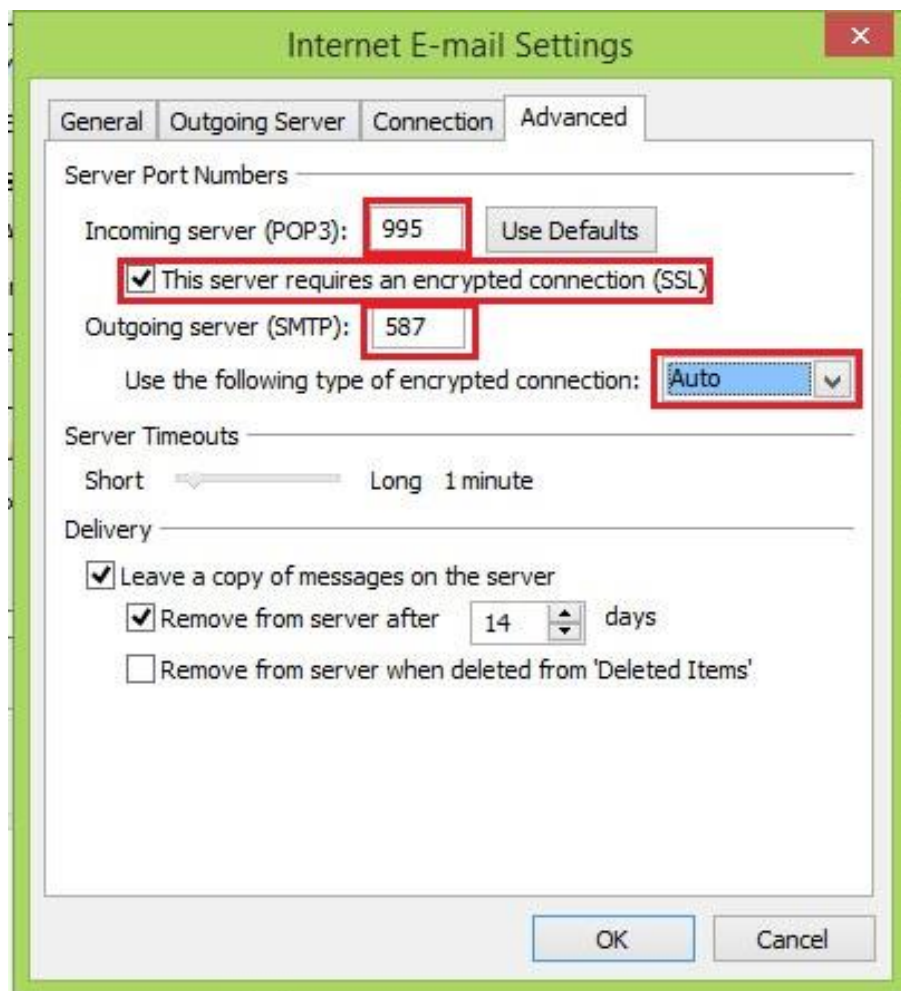 Internet E-mail Settings
General Outgoing Server Connection Advanced
Server Port Numbers
Incoming server (POP3): 995 Use Defaults
This server requires an encrypted connection (SSL)
Outgoing server (SMTP): 587
Use the following type of encrypted connection: Auto
Server Timeouts
Short Long 1 minute
Delivery
Leave a copy of messages on the server
Remove from server after 14 days
Remove from server when deleted from 'Deleted Items'
OK Cancel